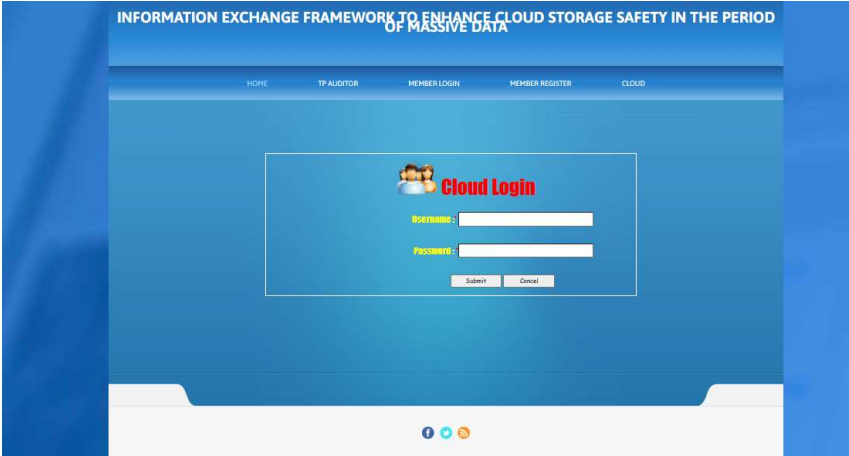 INFORMATION EXCHANGE FRAMEWORK TO ENHANCE CLOUD STORAGE SAFETY IN THE PERIOD
OF MASSIVE DATA
HOME TP AUDITOR MEMBER LOGIN MEMBER REGISTER CLOUD
Cloud Login
Username :
Password :
Submit Cancel